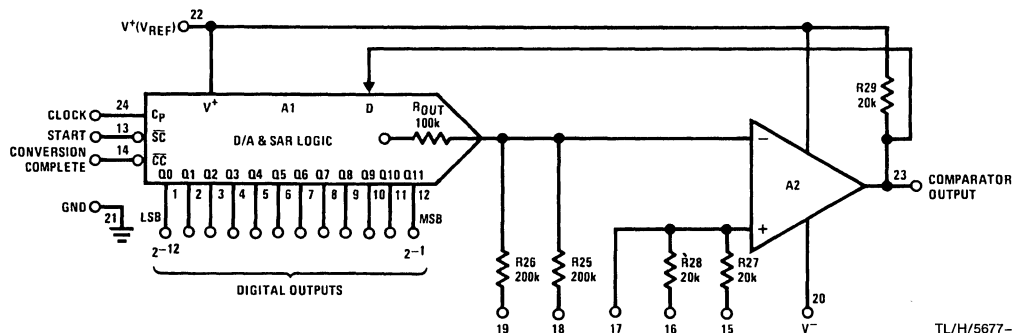 22
V+(VREF)
24
CLOCK
CP
V+
A1
D
ROUT
100k
R29
20k
13
START
SC
D/A & SAR LOGIC
14
CONVERSION
COMPLETE
CC
Q0 Q1 Q2 Q3 Q4 Q5 Q6 Q7 Q8 Q9 Q10 Q11
1 2 3 4 5 6 7 8 9 10 11 12
−
A2
+
23
COMPARATOR
OUTPUT
GND
21
LSB
MSB
2−12
2−1
DIGITAL OUTPUTS
R26
200k
R25
200k
R28
20k
R27
20k
19
18
17
16
15
20
V−
TL/H/5677–